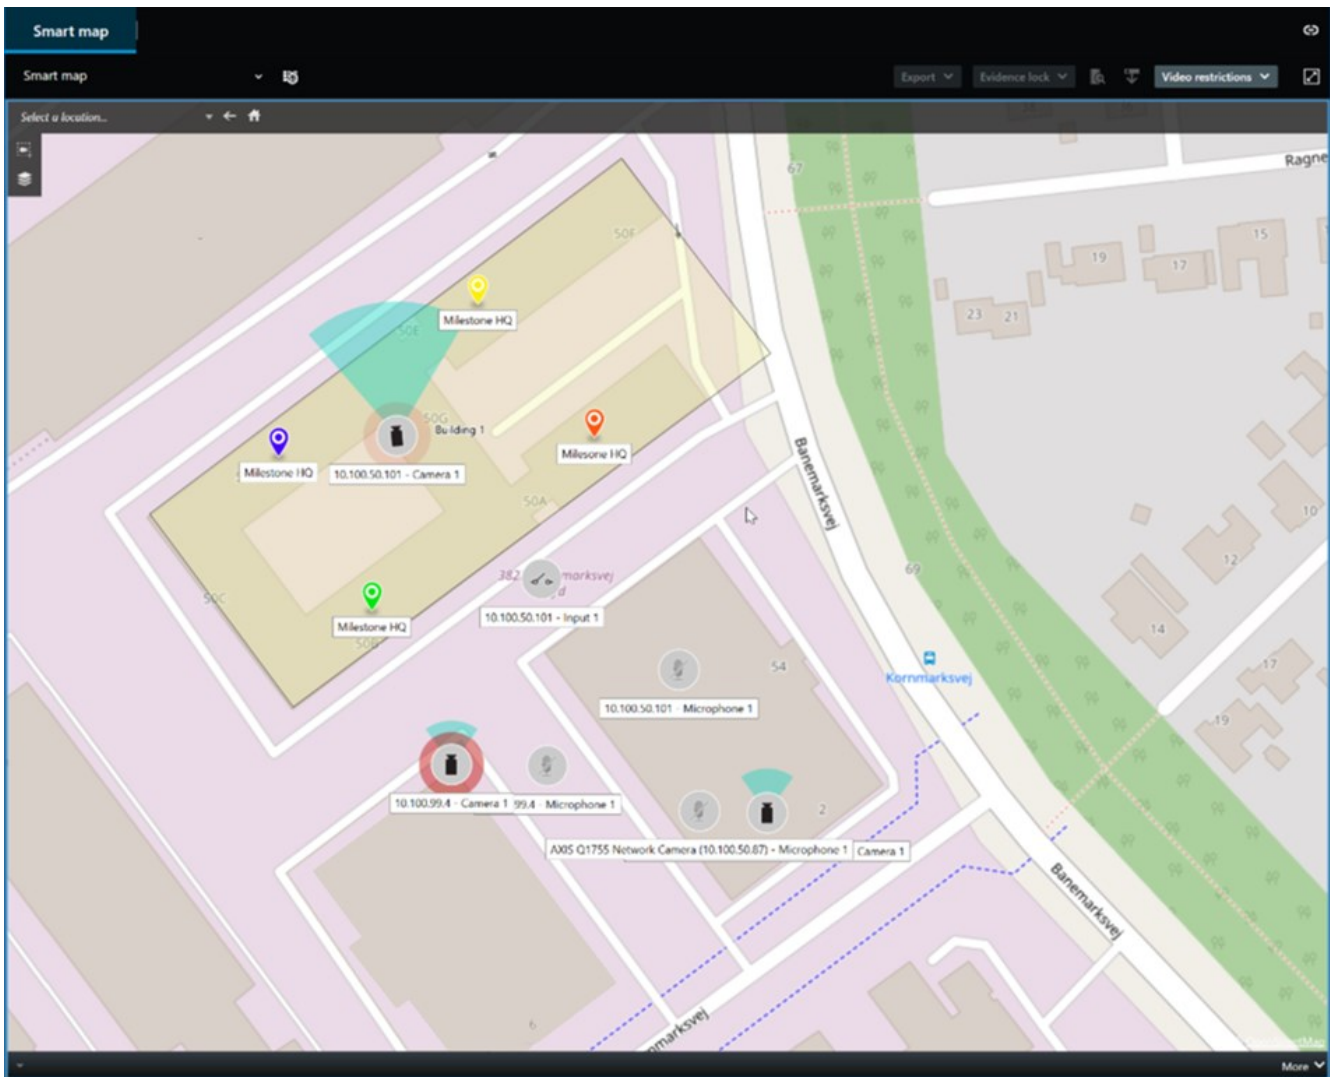 Smart map
Smart map
Export
Evidence lock
Video restrictions
Select a location...
67
Ragne
50F
15
19
17
Milestone HQ
50E
23
21
50G
Building 1
Milestone HQ
10.100.50.101 - Camera 1
Milesone HQ
Banemarksvej
50A
10
12
382
morksvej
69
50C
10.100.50.101 - Input 1
Milestone HQ
14
54
17
Kornmarksvej
10.100.50.101 - Microphone 1
19
10.100.99.4 - Camera 1
99.4 - Microphone 1
2
AXIS Q1755 Network Camera (10.100.50.87) - Microphone 1
Camera 1
Banemarksvej
6
nmarksvej
More